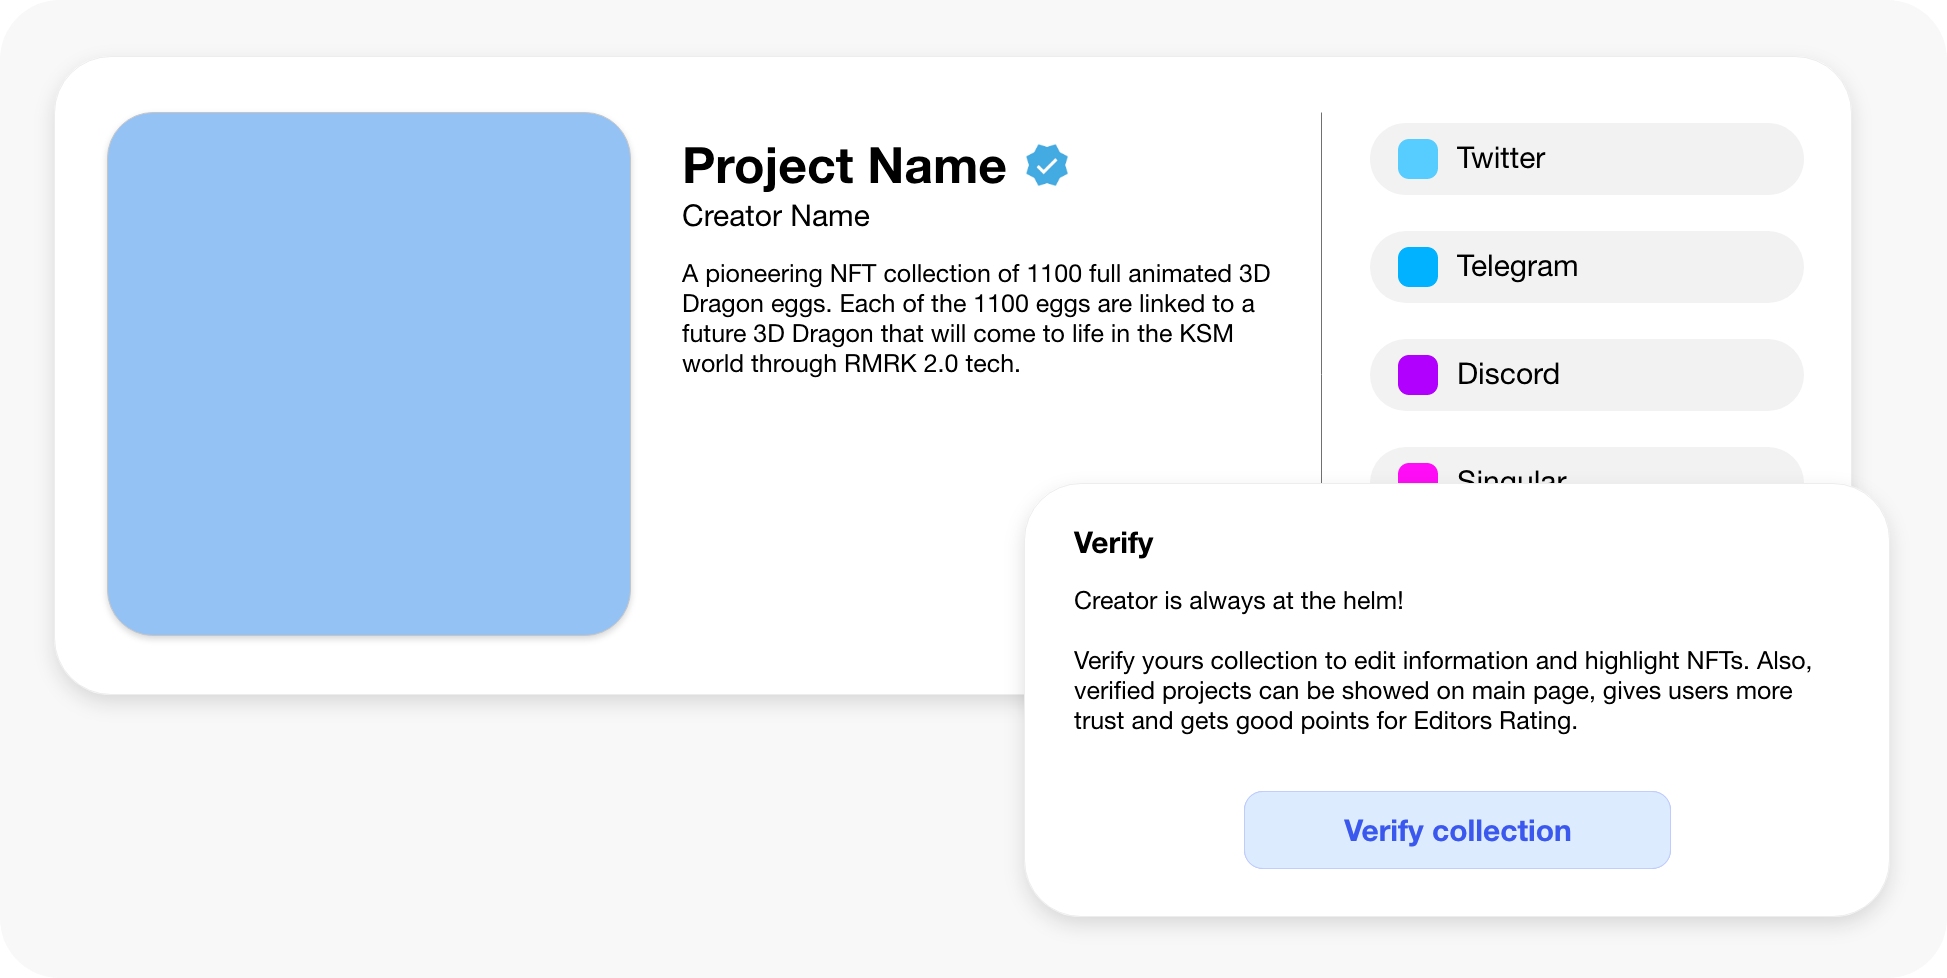 Project Name
Creator Name
A pioneering NFT collection of 1100 full animated 3D
Dragon eggs. Each of the 1100 eggs are linked to a
future 3D Dragon that will come to life in the KSM
world through RMRK 2.0 tech.
Twitter
Telegram
Discord
Singular
Verify
Creator is always at the helm!
Verify yours collection to edit information and highlight NFTs. Also,
verified projects can be showed on main page, gives users more
trust and gets good points for Editors Rating.
Verify collection